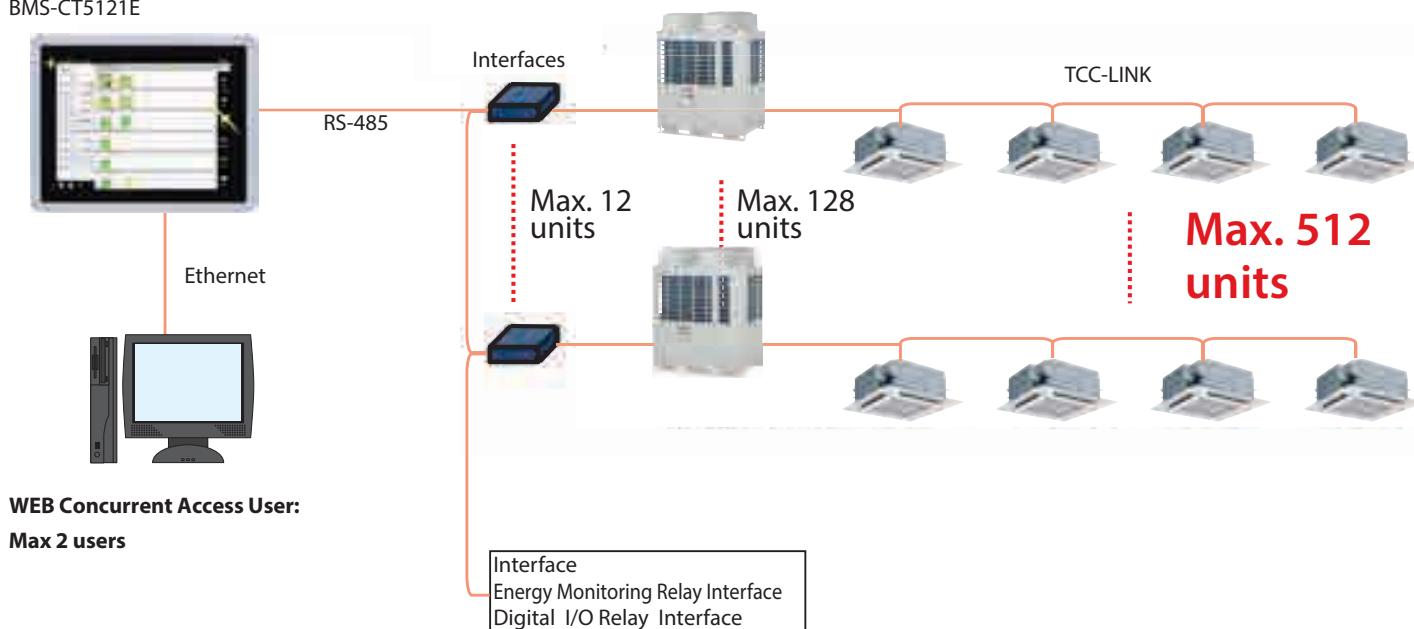 BMS-CT5121E
Interfaces
TCC-LINK
RS-485
Max. 12
units
Max. 128
units
Max. 512
units
Ethernet
WEB Concurrent Access User:
Max 2 users
Interface
Energy Monitoring Relay Interface
Digital I/O Relay Interface